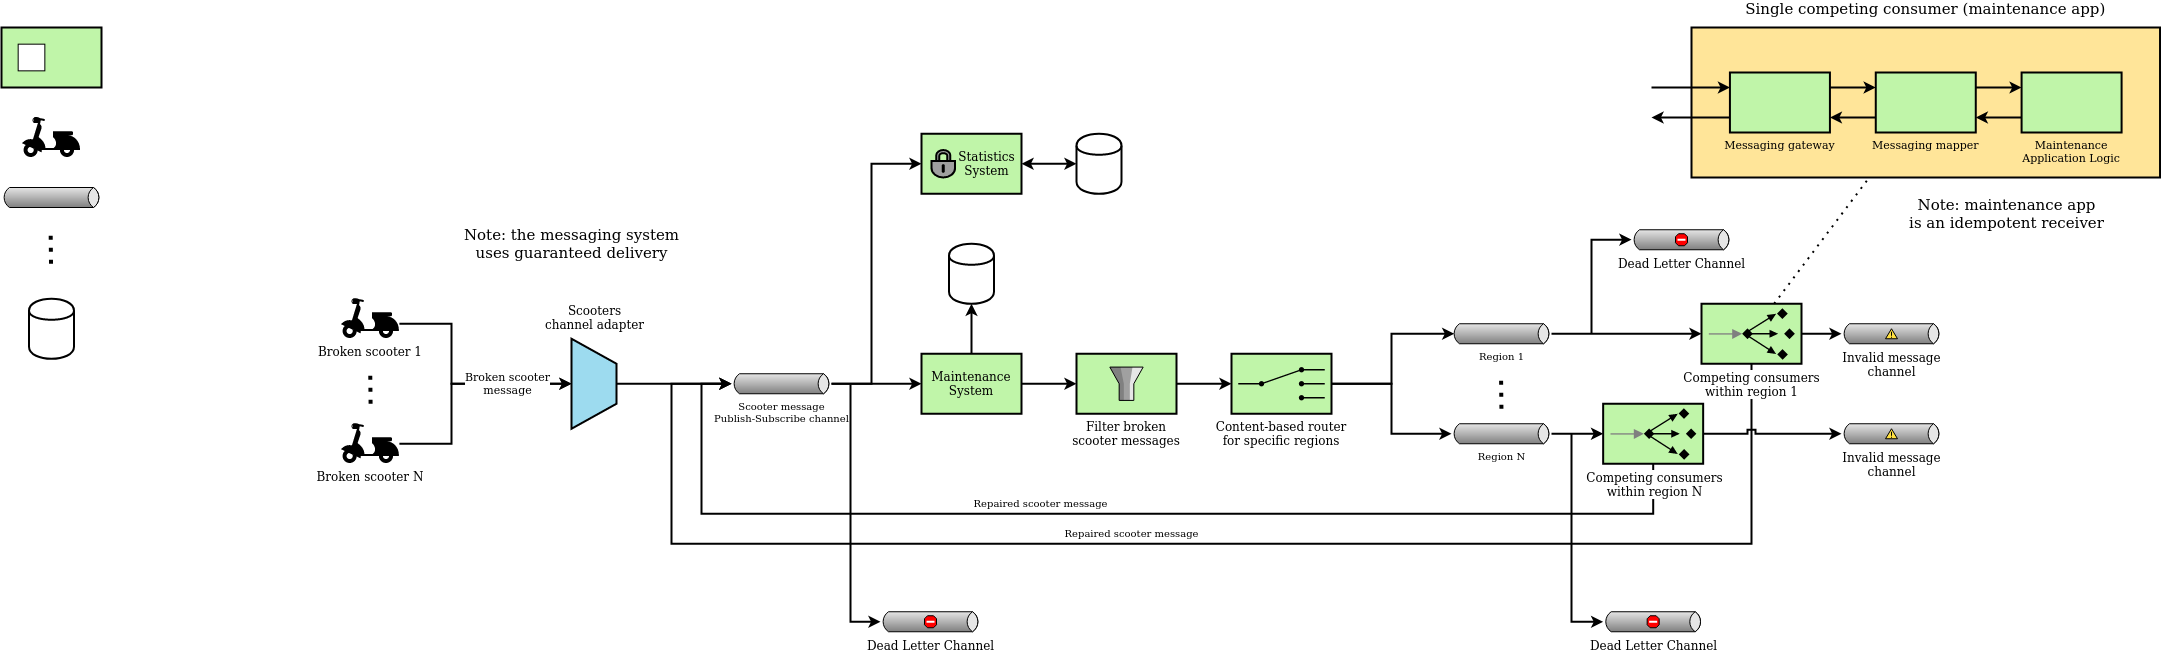 Single competing consumer (maintenance app)
Messaging gateway
Messaging mapper
Maintenance
Application Logic
Note: maintenance app
is an idempotent receiver
Statistics
System
Note: the messaging system
uses guaranteed delivery
Dead Letter Channel
Scooters
channel adapter
Broken scooter 1
Broken scooter
message
Broken scooter N
Scooter message
Publish-Subscribe channel
Maintenance
System
Filter broken
scooter messages
Content-based router
for specific regions
Region 1
Region N
Competing consumers
within region 1
Invalid message
channel
Competing consumers
within region N
Invalid message
channel
Repaired scooter message
Repaired scooter message
Dead Letter Channel
Dead Letter Channel